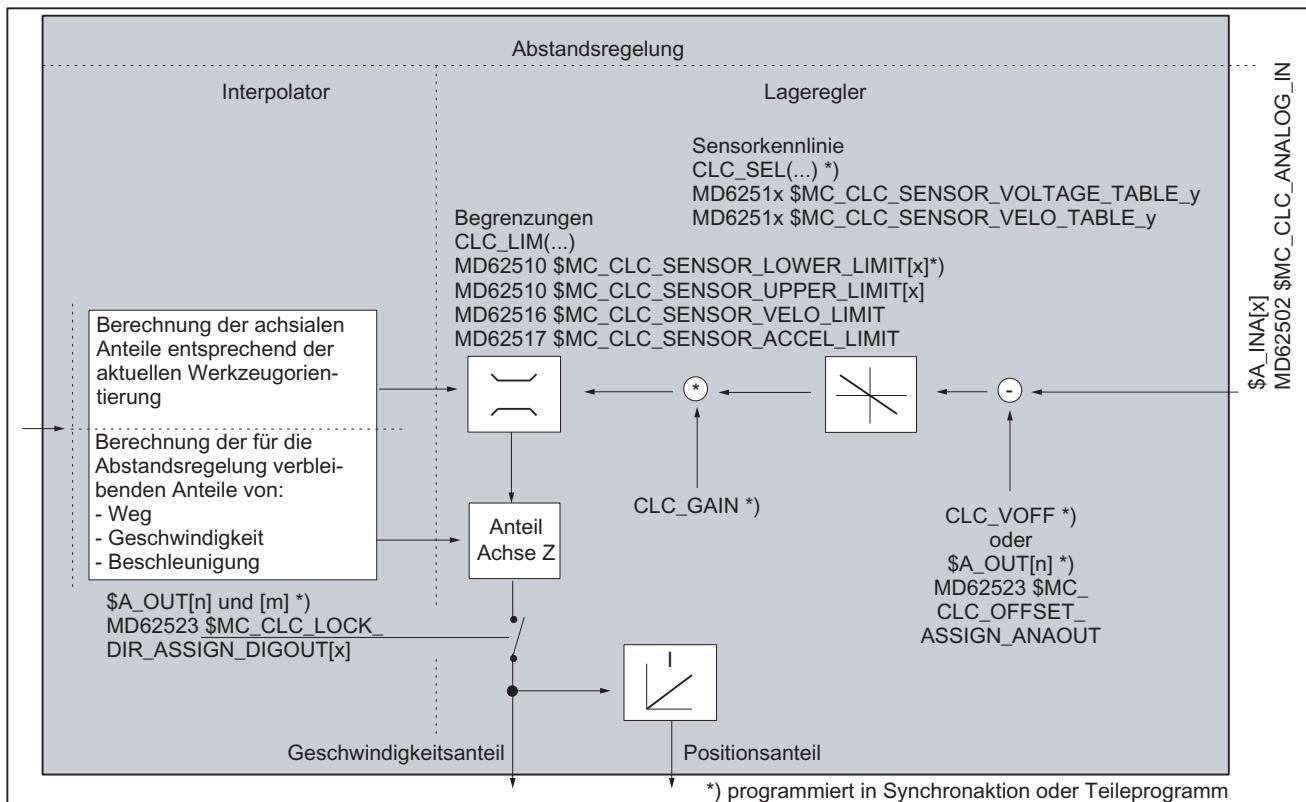 Abstandsregelung
Interpolator
Lageregler
Sensorkennlinie
CLC_SEL(...) *)
MD6251x $MC_CLC_SENSOR_VOLTAGE_TABLE_y
MD6251x $MC_CLC_SENSOR_VELO_TABLE_y
Begrenzungen
CLC_LIM(...)
MD62510 $MC_CLC_SENSOR_LOWER_LIMIT[x]*)
MD62510 $MC_CLC_SENSOR_UPPER_LIMIT[x]
MD62516 $MC_CLC_SENSOR_VELO_LIMIT
MD62517 $MC_CLC_SENSOR_ACCEL_LIMIT
$A_INA[x]
MD62502 $MC_CLC_ANALOG_IN
Berechnung der achsialen
Anteile entsprechend der
aktuellen Werkzeugorien-
tierung
*
-
Berechnung der für die
Abstandsregelung verblei-
benden Anteile von:
- Weg
- Geschwindigkeit
- Beschleunigung
Anteil
Achse Z
CLC_GAIN *)
CLC_VOFF *)
oder
$A_OUT[n] *)
MD62523 $MC_
CLC_OFFSET_
ASSIGN_ANAOUT
$A_OUT[n] und [m] *)
MD62523 $MC_CLC_LOCK_
DIR_ASSIGN_DIGOUT[x]
I
Geschwindigkeitsanteil
Positionsanteil
*) programmiert in Synchronaktion oder Teileprogramm